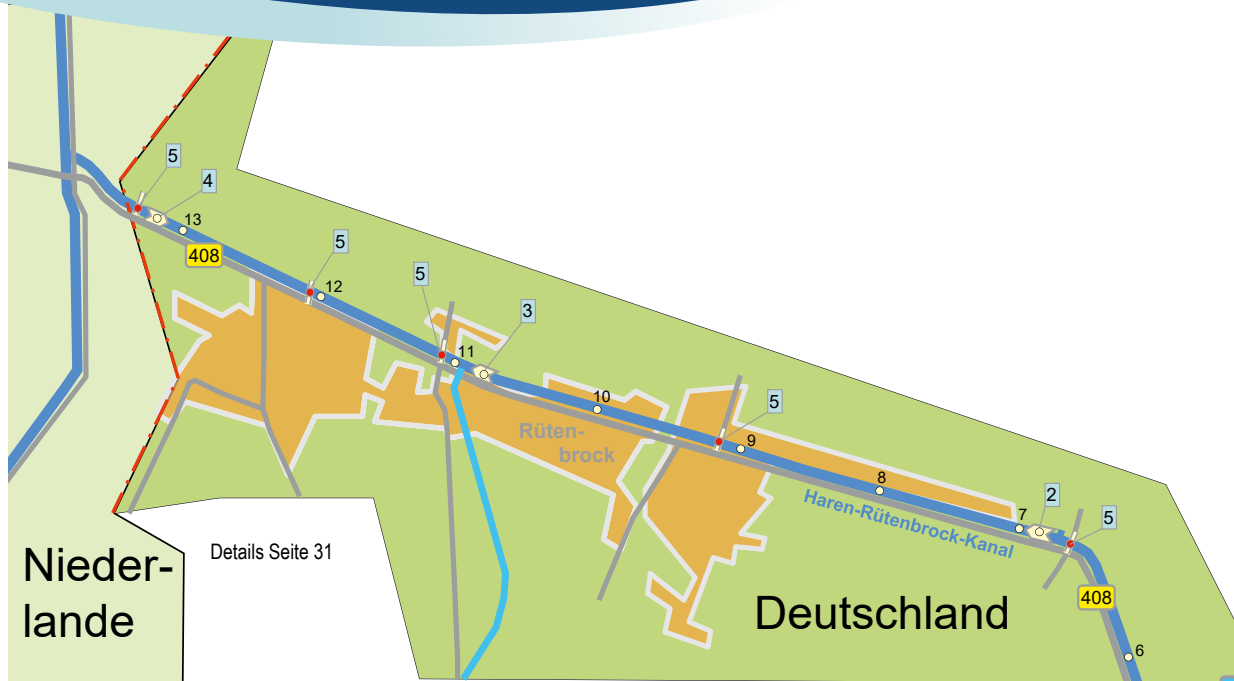 5
4
13
408
5
12
5
3
11
10
5
Rüten-
brock
9
8
2
7
5
Haren-Rütenbrock-Kanal
Details Seite 31
Nieder-
lande
Deutschland
408
6